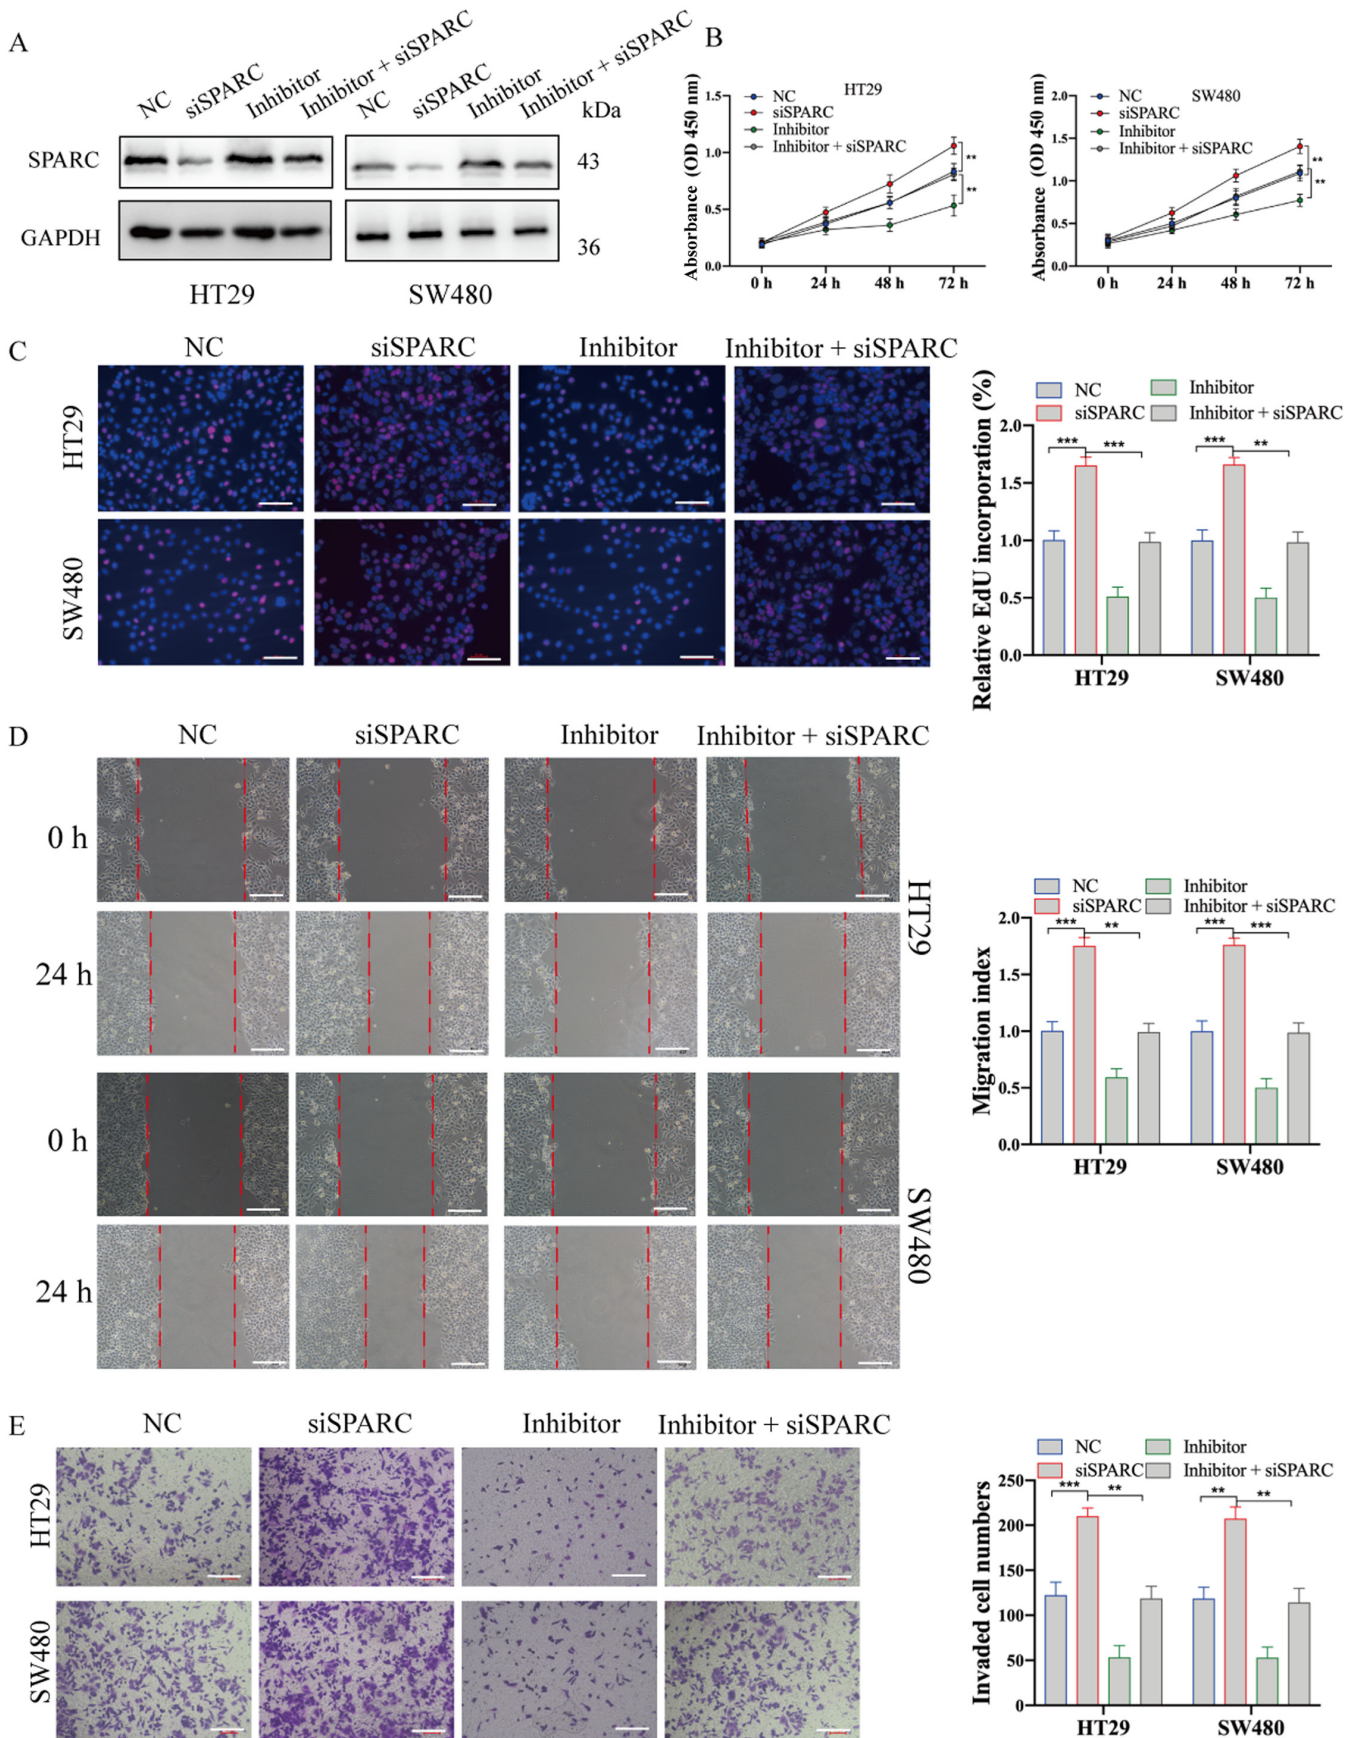 A
NC
siSPARC
Inhibitor
Inhibitor + siSPARC
NC
siSPARC
Inhibitor
Inhibitor + siSPARC
kDa
SPARC
43
GAPDH
36
HT29
SW480
B
Absorbance (OD 450 nm)
1.5
1.0
0.5
0.0
NC
siSPARC
Inhibitor
Inhibitor + siSPARC
HT29
**
**
0 h
24 h
48 h
72 h
Absorbance (OD 450 nm)
2.0
1.5
1.0
0.5
0.0
NC
siSPARC
Inhibitor
Inhibitor + siSPARC
SW480
**
**
0 h
24 h
48 h
72 h
C
NC
siSPARC
Inhibitor
Inhibitor + siSPARC
HT29
SW480
NC
siSPARC
Inhibitor
Inhibitor + siSPARC
Relative EdU incorporation (%)
2.0
1.5
1.0
0.5
0.0
***
***
***
**
HT29
SW480
D
NC
siSPARC
Inhibitor
Inhibitor + siSPARC
0 h
24 h
HT29
0 h
24 h
SW480
NC
siSPARC
Inhibitor
Inhibitor + siSPARC
Migration index
2.0
1.5
1.0
0.5
0.0
***
**
***
***
HT29
SW480
E
NC
siSPARC
Inhibitor
Inhibitor + siSPARC
HT29
SW480
NC
siSPARC
Inhibitor
Inhibitor + siSPARC
Invaded cell numbers
250
200
150
100
50
0
***
**
**
**
HT29
SW480